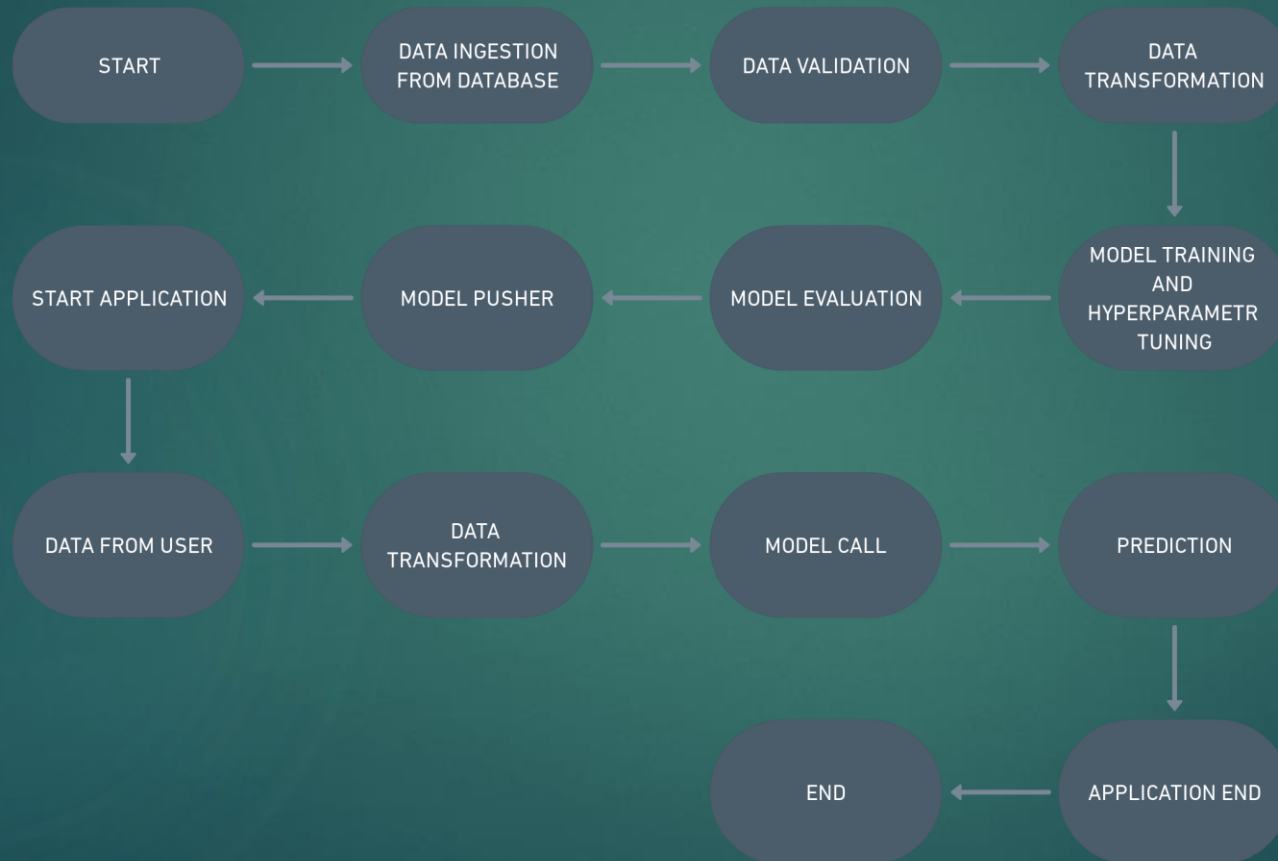 START
DATA INGESTION
FROM DATABASE
DATA VALIDATION
DATA
TRANSFORMATION
START APPLICATION
MODEL PUSHER
MODEL EVALUATION
MODEL TRAINING
AND
HYPERPARAMETR
TUNING
DATA FROM USER
DATA
TRANSFORMATION
MODEL CALL
PREDICTION
END
APPLICATION END